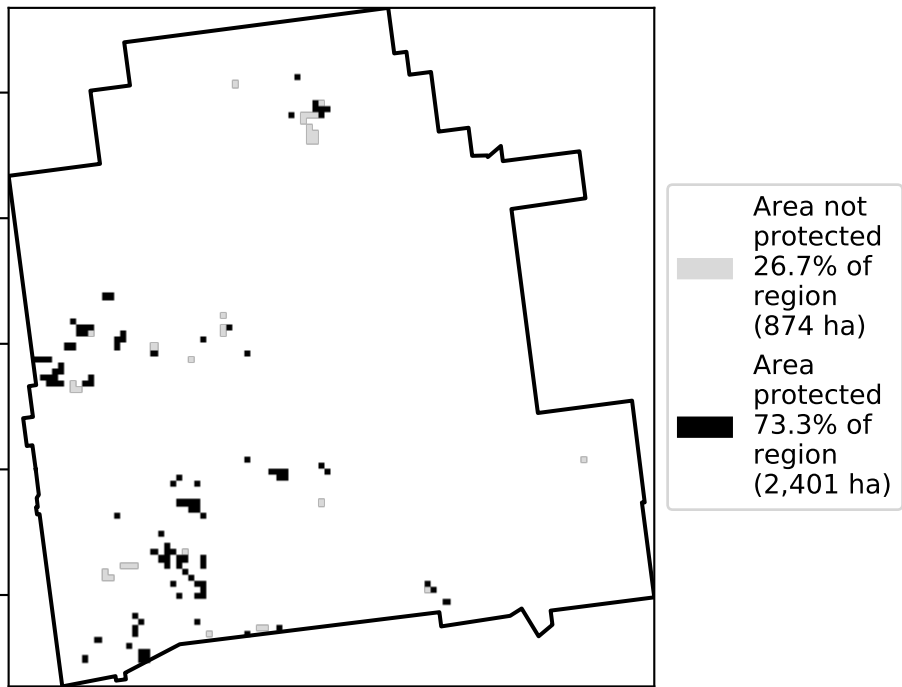 Area not
protected
26.7% of
region
(874 ha)
Area
protected
73.3% of
region
(2,401 ha)